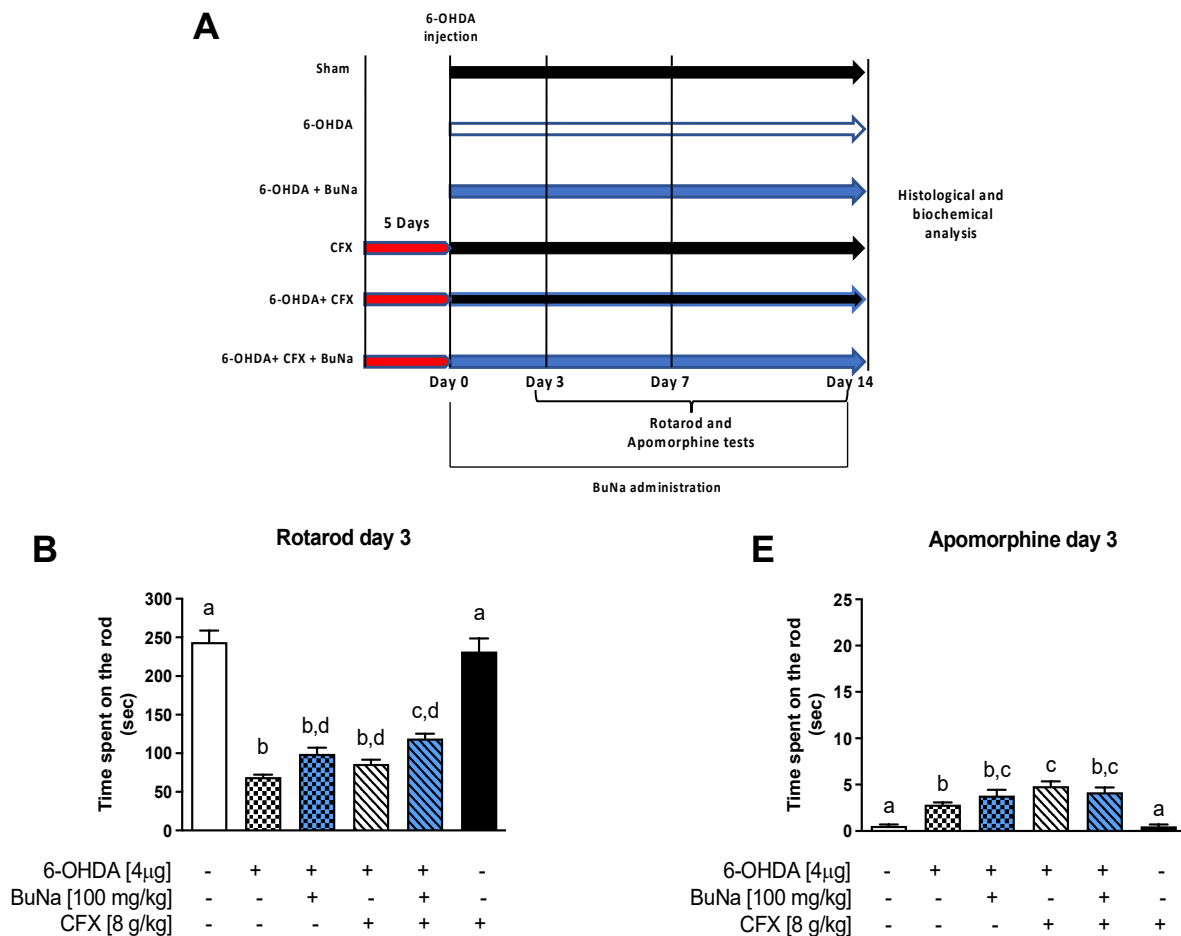 A
6-OHDA
injection
Sham
6-OHDA
6-OHDA + BuNa
5 Days
CFX
6-OHDA+ CFX
6-OHDA+ CFX + BuNa
Histological and
biochemical
analysis
Day 0 Day 3 Day 7 Day 14
Rotarod and
Apomorphine tests
BuNa administration
B
Rotarod day 3
Time spent on the rod
(sec)
300
250
200
150
100
50
0
a b b,d b,d c,d a
6-OHDA [4µg] - + + + + -
BuNa [100 mg/kg] - - + - + -
CFX [8 g/kg] - - - + + +
E
Apomorphine day 3
Time spent on the rod
(sec)
25
20
15
10
5
0
a b b,c c b,c a
6-OHDA [4µg] - + + + + -
BuNa [100 mg/kg] - - + - + -
CFX [8 g/kg] - - - + + +